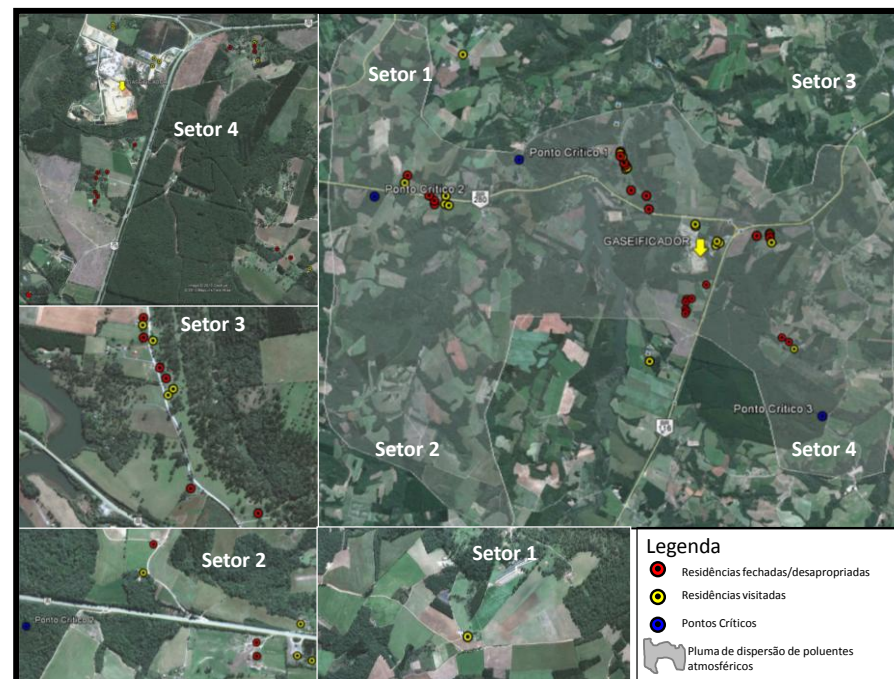 Setor 4
Setor 3
Setor 2
Setor 1
Setor 1
Setor 3
Ponto Crítico 1
Ponto Crítico 2
280
GASEIFICADOR
Ponto Crítico 3
Setor 2
Setor 4
Legenda
Residências fechadas/desapropriadas
Residências visitadas
Pontos Críticos
Pluma de dispersão de poluentes
atmosféricos